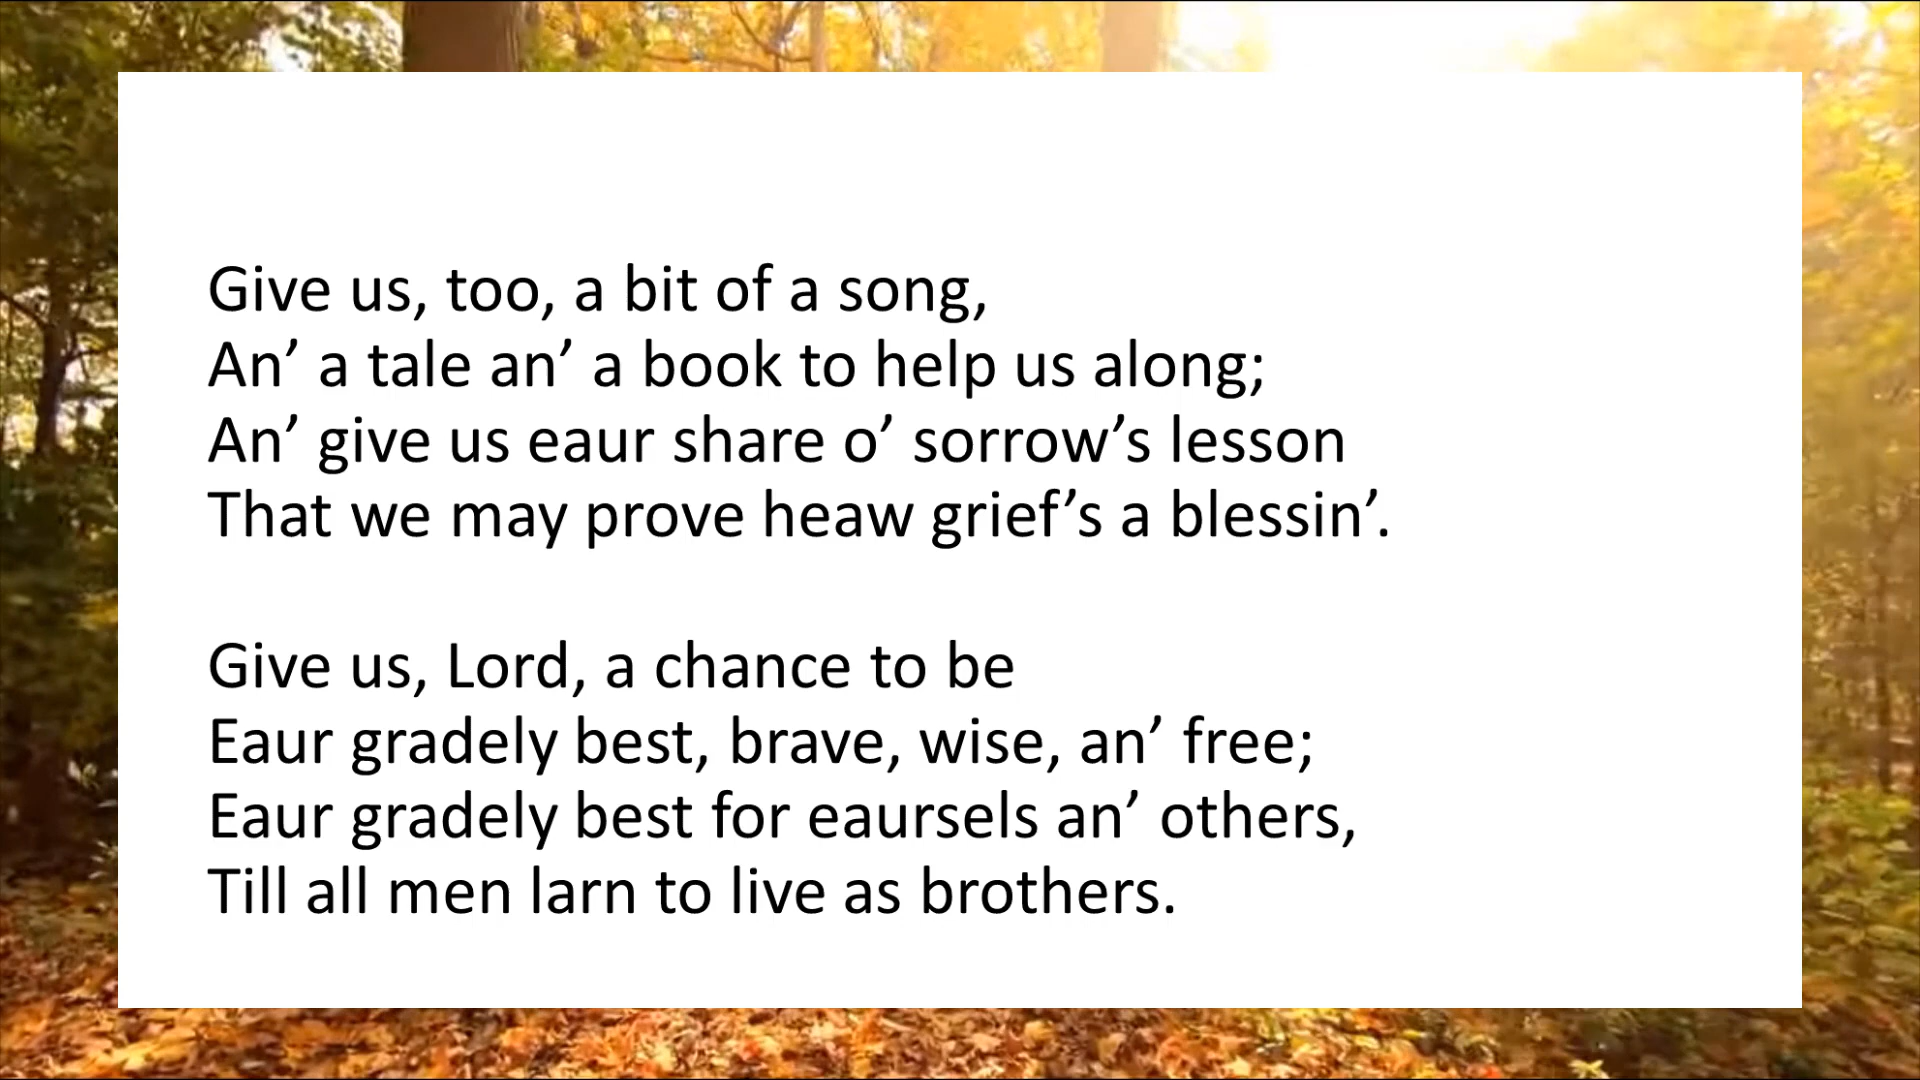 Give us, too, a bit of a song,
An’ a tale an’ a book to help us along;
An’ give us eaur share o’ sorrow’s lesson
That we may prove heaw grief’s a blessin’.
Give us, Lord, a chance to be
Eaur gradely best, brave, wise, an’ free;
Eaur gradely best for eaursels an’ others,
Till all men larn to live as brothers.